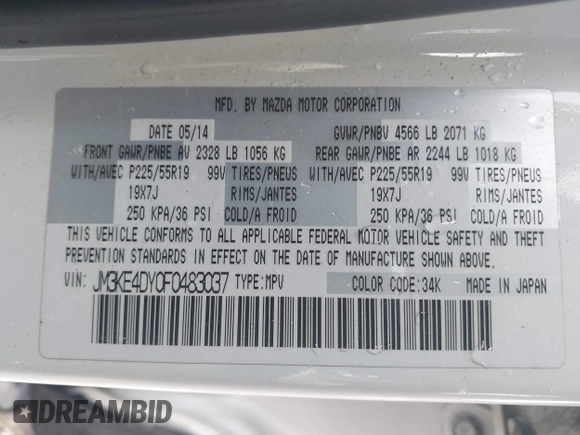 MFD. BY MAZDA MOTOR CORPORATION
DATE 05/14 GVWR/PNBV 4566 LB 2071 KG
FRONT GAWR/PNBE AV 2328 LB 1056 KG REAR GAWR/PNBE AR 2244 LB 1018 KG
WITH/AVEC P225/55R19 99V TIRES/PNEUS WITH/AVEC P225/55R19 99V TIRES/PNEUS
19X7J RIMS/JANTES 19X7J RIMS/JANTES
250 KPA/36 PSI COLD/A FROID 250 KPA/36 PSI COLD/A FROID
THIS VEHICLE CONFORMS TO ALL APPLICABLE FEDERAL MOTOR VEHICLE SAFETY AND THEFT
PREVENTION STANDARDS IN EFFECT ON THE DATE OF MANUFACTURE SHOWN ABOVE.
VIN: JM3KE4DY0F0483037 TYPE: MPV COLOR CODE: 34K MADE IN JAPAN
DREAMBID